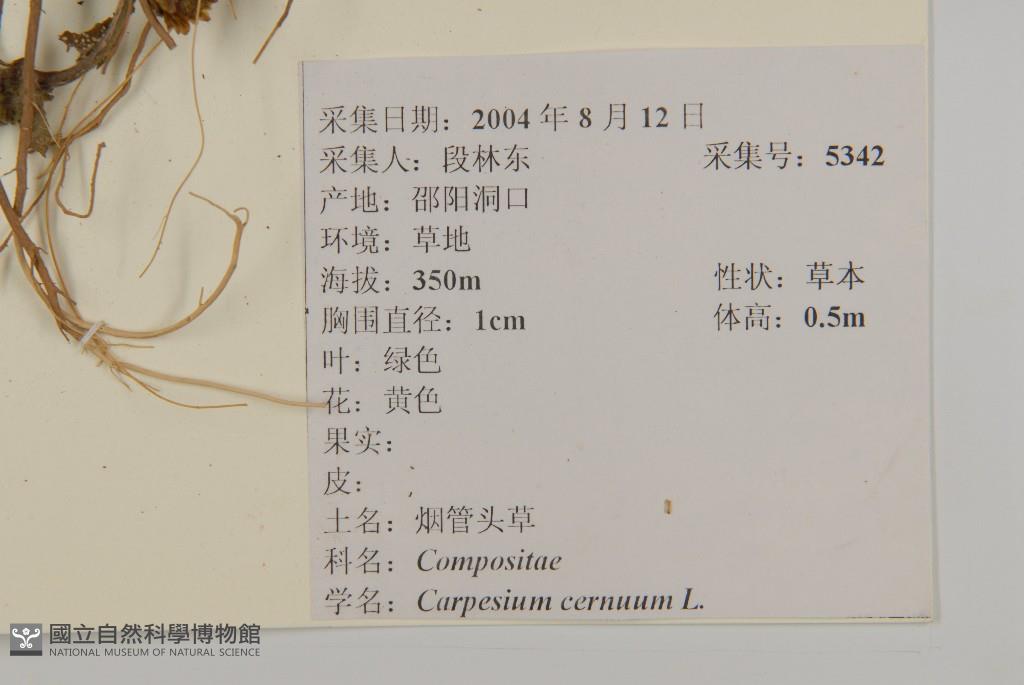 采集日期：2004 年 8 月 12 日
采集人：段林东 采集号：5342
产地：邵阳洞口
环境：草地
海拔：350m 性状：草本
胸围直径：1cm 体高：0.5m
叶：绿色
花：黄色
果实：
皮：
土名：烟管头草
科名：Compositae
学名：Carpesium cernuum L.
國立自然科學博物館
NATIONAL MUSEUM OF NATURAL SCIENCE